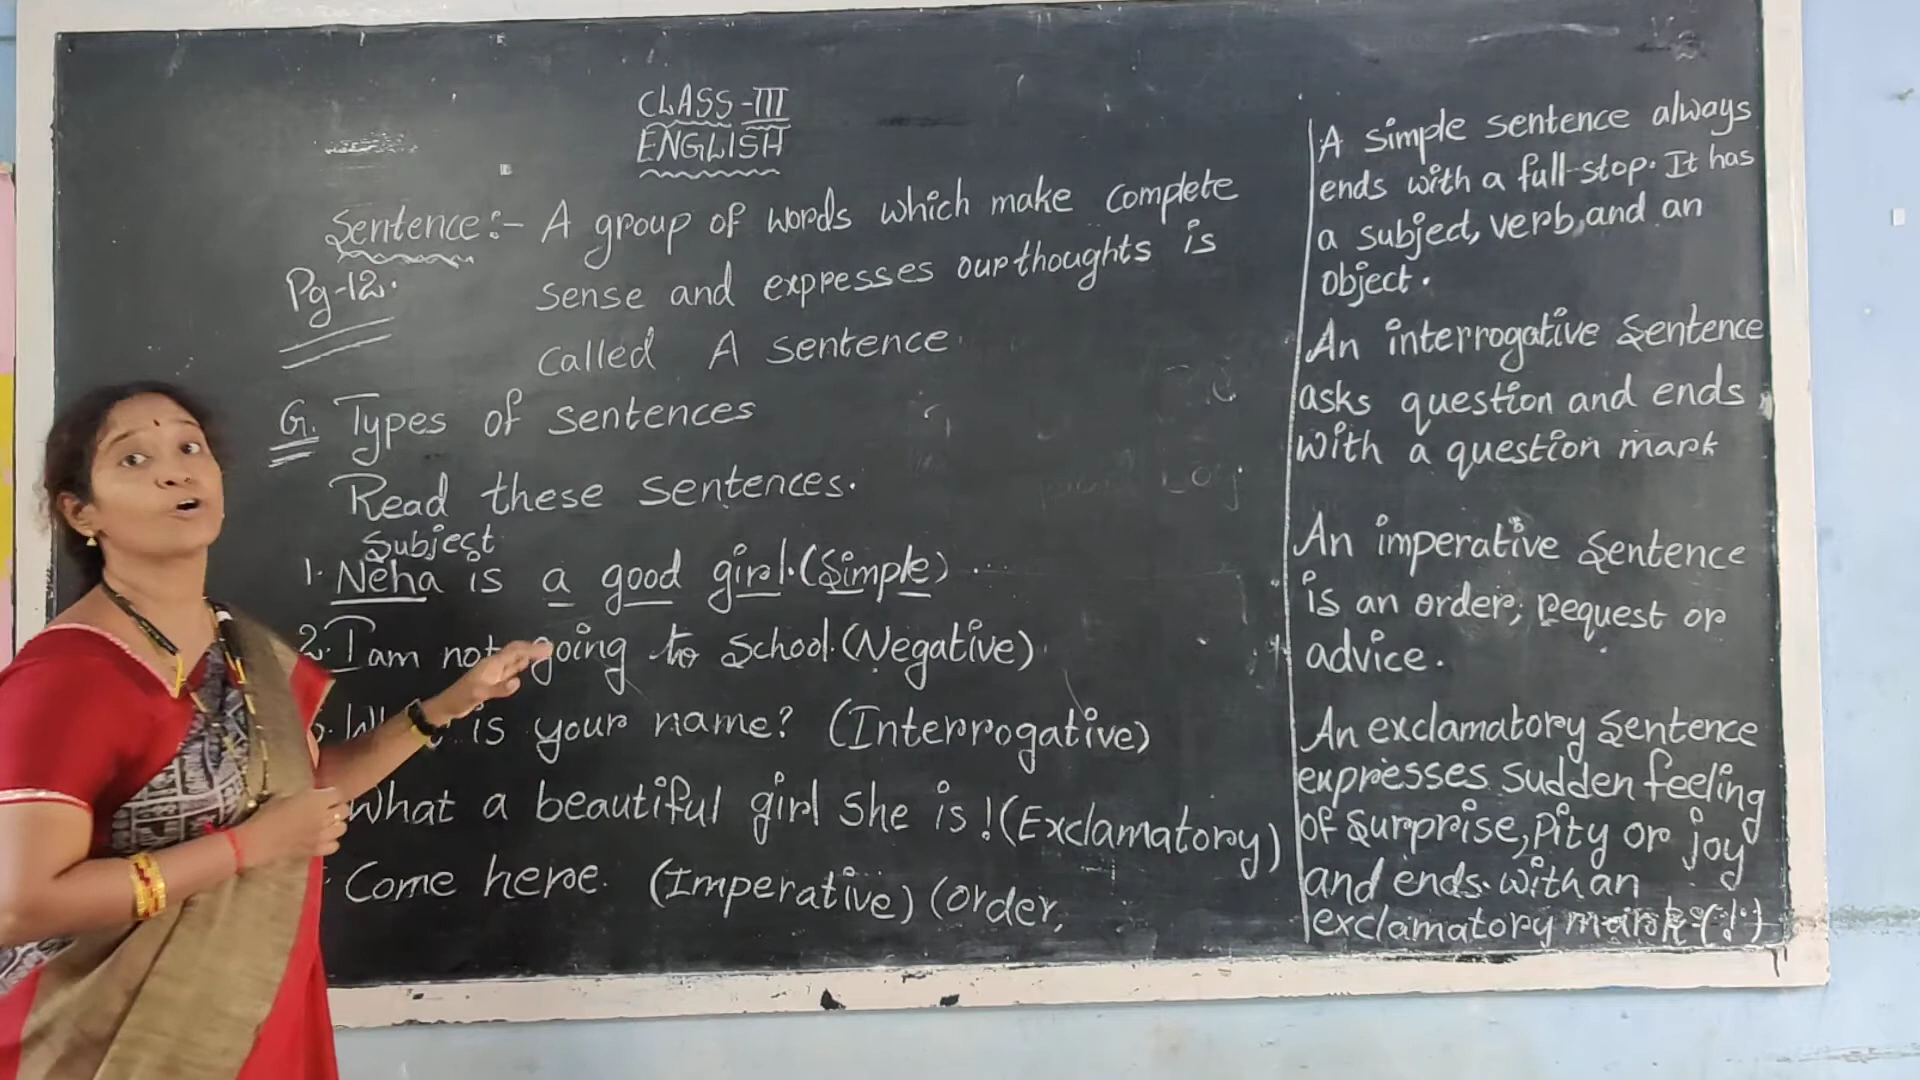 CLASS-III
ENGLISH
Sentence:- A group of words which make complete
Pg-12.
sense and expresses our thoughts is
called A sentence
G. Types of sentences
Read these sentences.
Subject
1. Neha is a good girl. (Simple)
2. I am not going to School. (Negative)
is your name? (Interrogative)
What a beautiful girl She is! (Exclamatory)
Come here. (Imperative) (order,
A simple sentence always
ends with a full stop. It has
a subject, verb, and an
object.
An interrogative Sentence
asks question and ends
with a question mark
An imperative Sentence
is an order, request or
advice.
An exclamatory Sentence
expresses sudden feeling
of surprise, pity or joy
and ends with an
exclamatory mark (!)